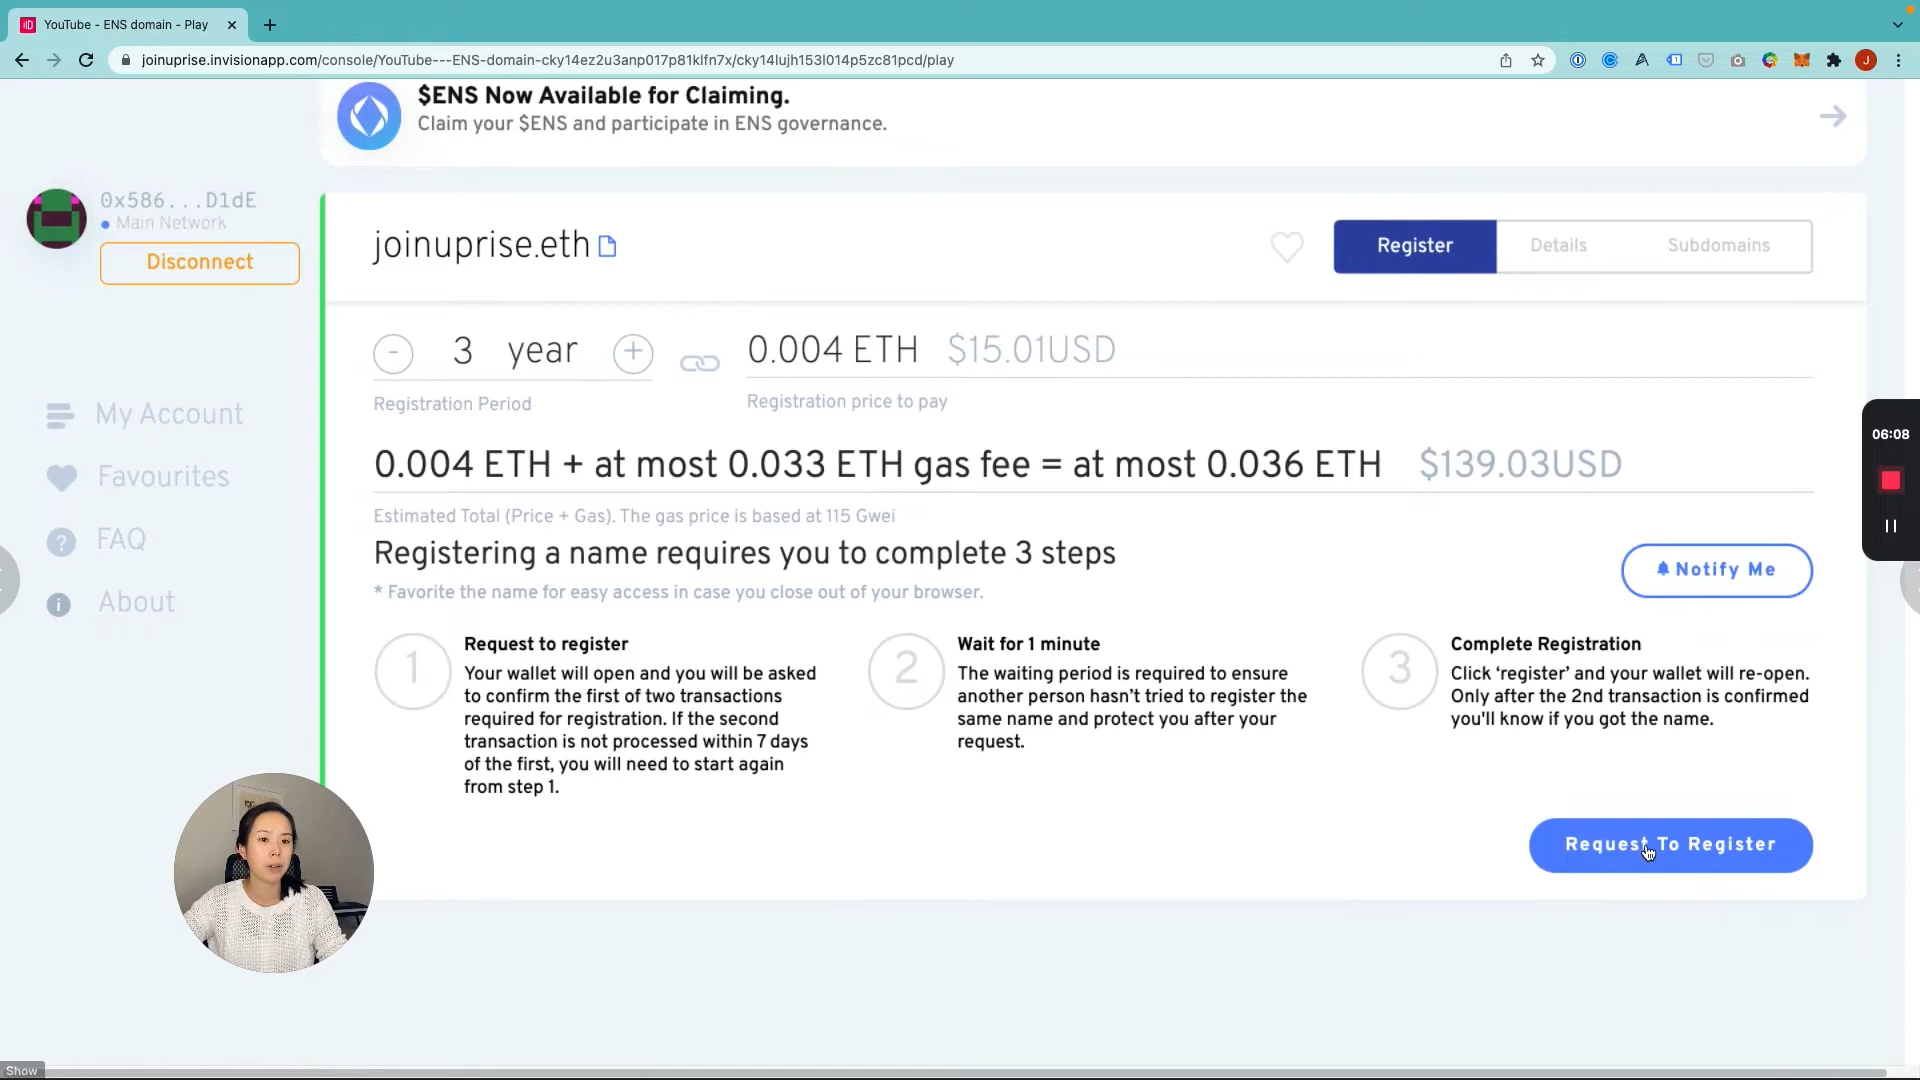 YouTube - ENS domain - Play
joinuprise.invisionapp.com/console/YouTube---ENS-domain-cky14ez2u3anp017p81klfn7x/cky14lujh153l014p5zc81pcd/play
J
$ENS Now Available for Claiming.
Claim your $ENS and participate in ENS governance.
0x586...D1dE
Main Network
Disconnect
My Account
Favourites
FAQ
About
joinuprise.eth
Register
Details
Subdomains
- 3 year +
Registration Period
0.004 ETH $15.01USD
Registration price to pay
0.004 ETH + at most 0.033 ETH gas fee = at most 0.036 ETH $139.03USD
Estimated Total (Price + Gas). The gas price is based at 115 Gwei
Registering a name requires you to complete 3 steps
* Favorite the name for easy access in case you close out of your browser.
Notify Me
1
Request to register
Your wallet will open and you will be asked
to confirm the first of two transactions
required for registration. If the second
transaction is not processed within 7 days
of the first, you will need to start again
from step 1.
2
Wait for 1 minute
The waiting period is required to ensure
another person hasn't tried to register the
same name and protect you after your
request.
3
Complete Registration
Click ‘register’ and your wallet will re-open.
Only after the 2nd transaction is confirmed
you'll know if you got the name.
Request To Register
06:08
Show